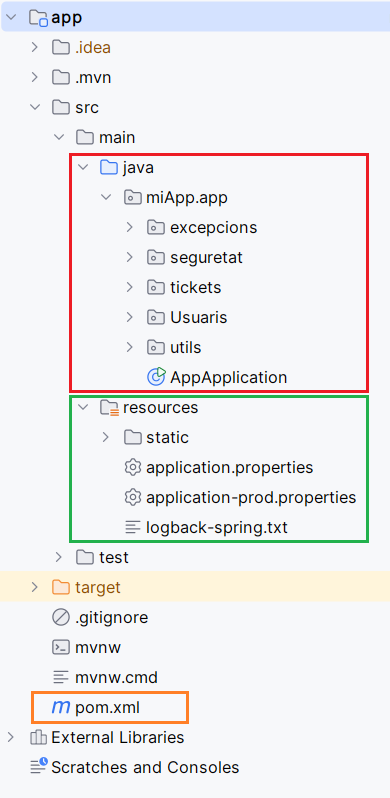 app
.idea
.mvn
src
main
java
miApp.app
excepcions
seguretat
tickets
Usuaris
utils
AppApplication
resources
static
application.properties
application-prod.properties
logback-spring.txt
test
target
.gitignore
mvnw
mvnw.cmd
pom.xml
External Libraries
Scratches and Consoles